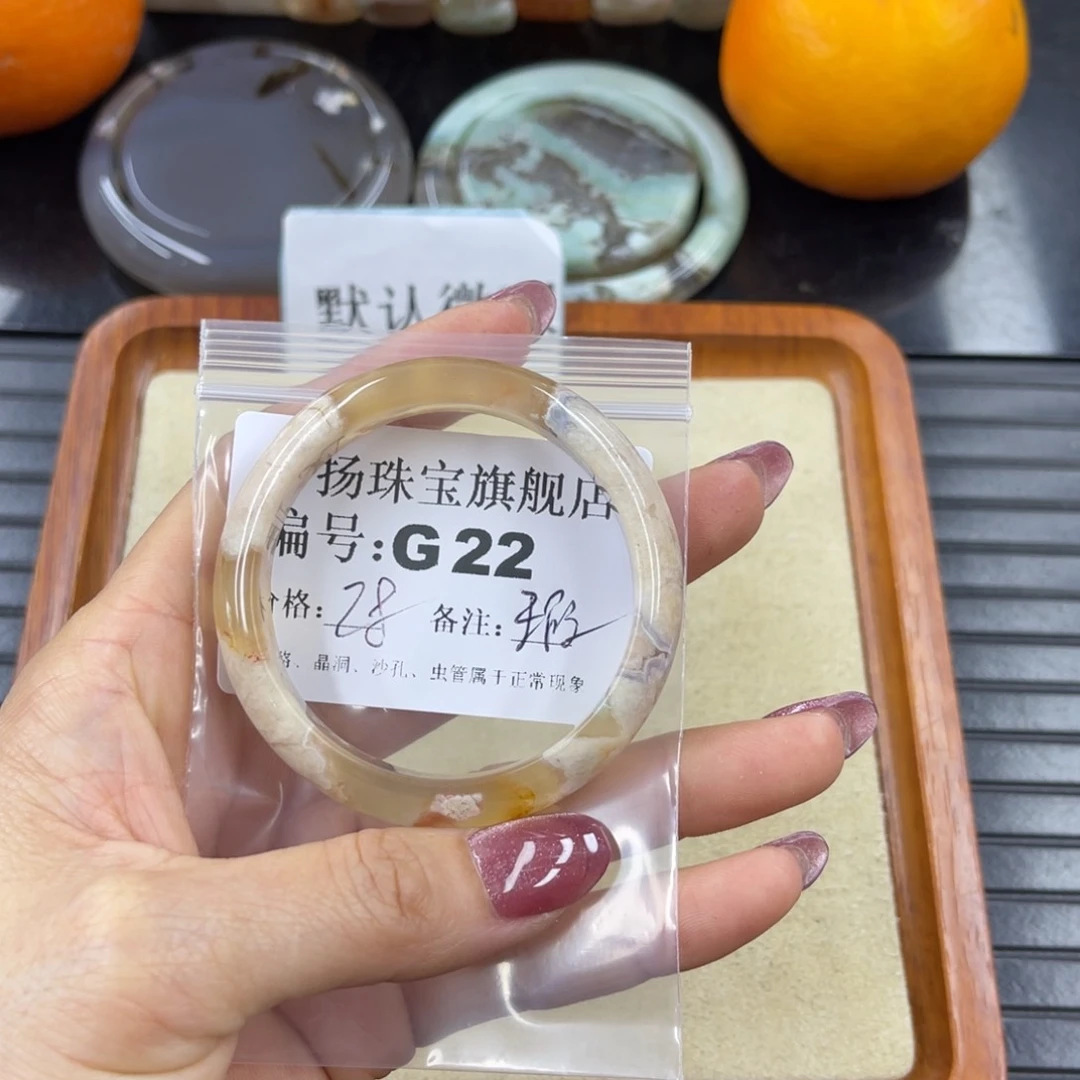 默认微
扬珠宝旗舰店
编号:G22
价格:28 备注:
、晶洞、沙孔、虫管属于正常现象